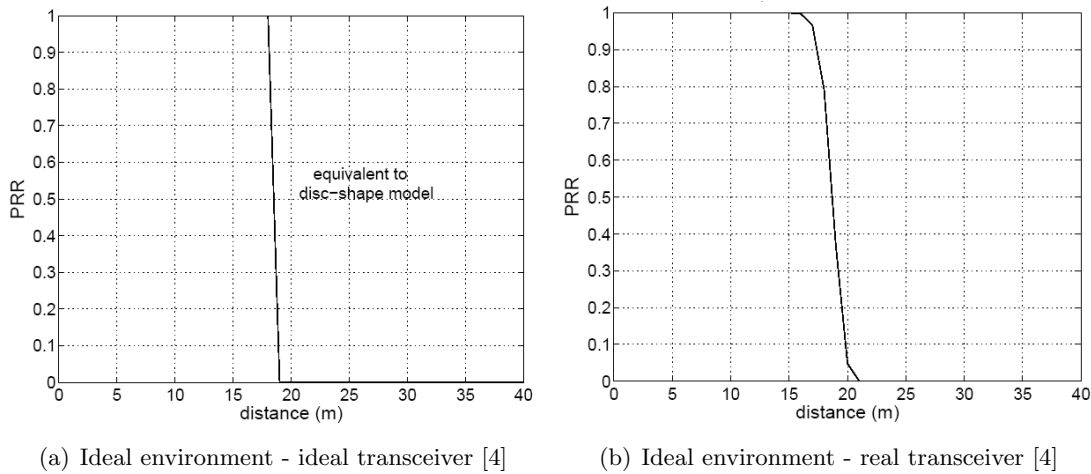 1
0.9
0.8
0.7
0.6
0.5
0.4
0.3
0.2
0.1
0
PRR
equivalent to
disc−shape model
0 5 10 15 20 25 30 35 40
distance (m)
(a) Ideal environment - ideal transceiver [4]
1
0.9
0.8
0.7
0.6
0.5
0.4
0.3
0.2
0.1
0
PRR
0 5 10 15 20 25 30 35 40
distance (m)
(b) Ideal environment - real transceiver [4]